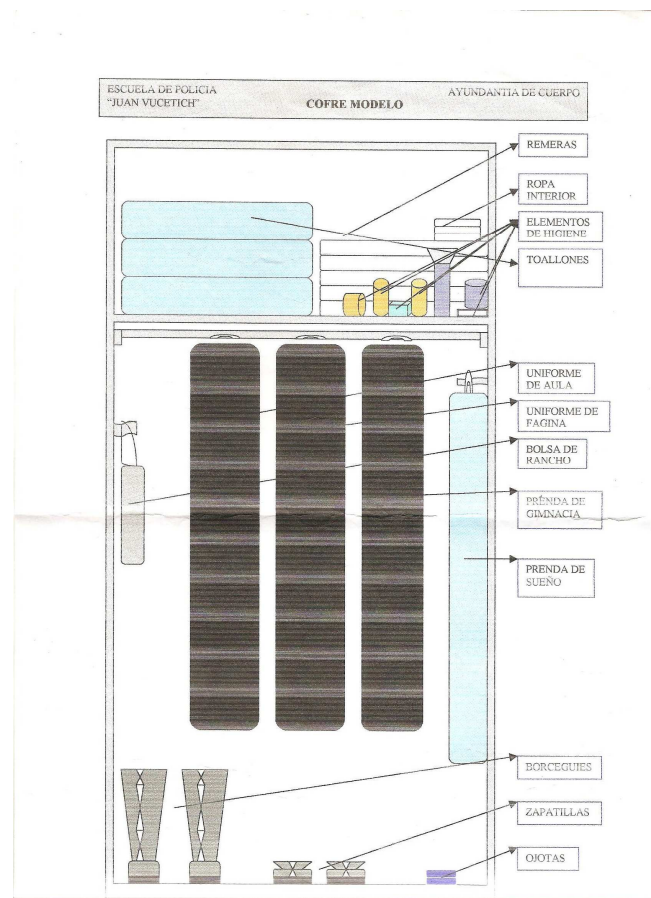 ESCUELA DE POLICIA
"JUAN VUCETICH"
AYUNDANTIA DE CUERPO
COFRE MODELO
REMERAS
ROPA
INTERIOR
ELEMENTOS
DE HIGIENE
TOALLONES
UNIFORME
DE AULA
UNIFORME DE
FAGINA
BOLSA DE
RANCHO
PRENDA DE
GIMNACIA
PRENDA DE
SUEÑO
BORCEGUIES
ZAPATILLAS
OJOTAS